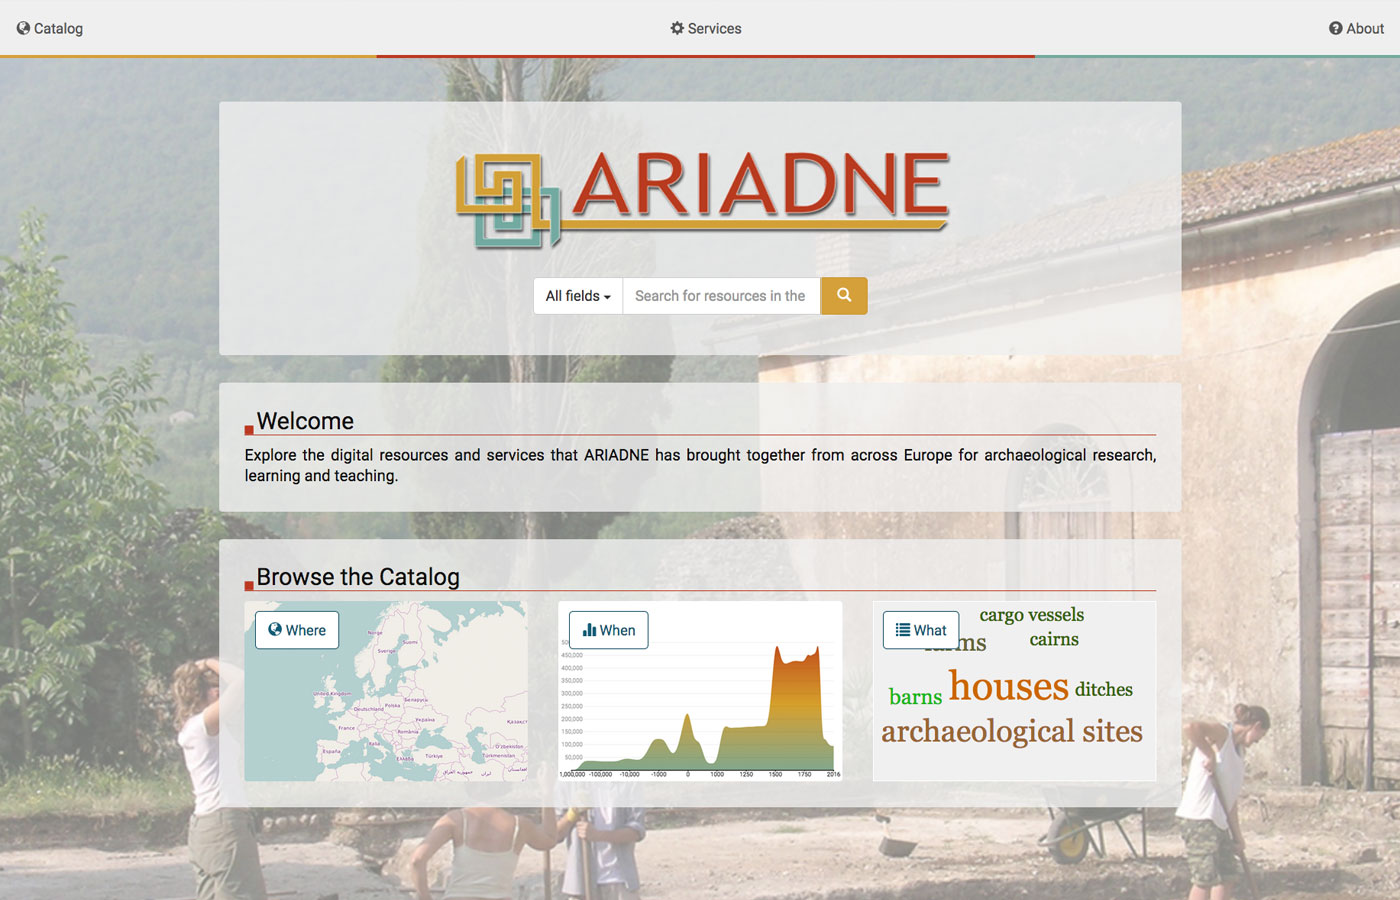 Catalog
Services
About
ARIADNE
All fields
Search for resources in the
Welcome
Explore the digital resources and services that ARIADNE has brought together from across Europe for archaeological research,
learning and teaching.
Browse the Catalog
Where
Norge
Suomi
Sverige
United Kingdom
Беларусь
Polska
Deutschland
Україна
France
România
Italia
España
Ελλάδα
Türkiye
Қазақстан
O'zbekiston
Türkmenistan
ایران
When
450,000
400,000
350,000
300,000
250,000
200,000
150,000
100,000
50,000
1,000,000 -100,000 -10,000 -1000 0 1000 1250 1500 1750 2016
What
cargo vessels
cairns
barns houses ditches
archaeological sites